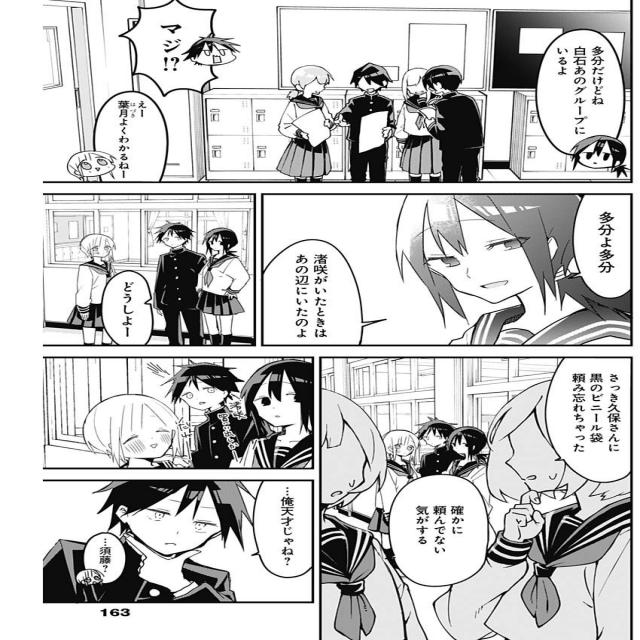 多分だけどね
白石あのグループに
いるよ
マジ!?
えー
葉月よくわかるねー
はづき
多分よ多分
渚咲がいたときは
あの辺にいたのよ
どうしよー
さっき久保さんに
黒のビニール袋
頼み忘れちゃった
確かに
頼んでない
気がする
…俺天才じゃね?
…須藤?
163